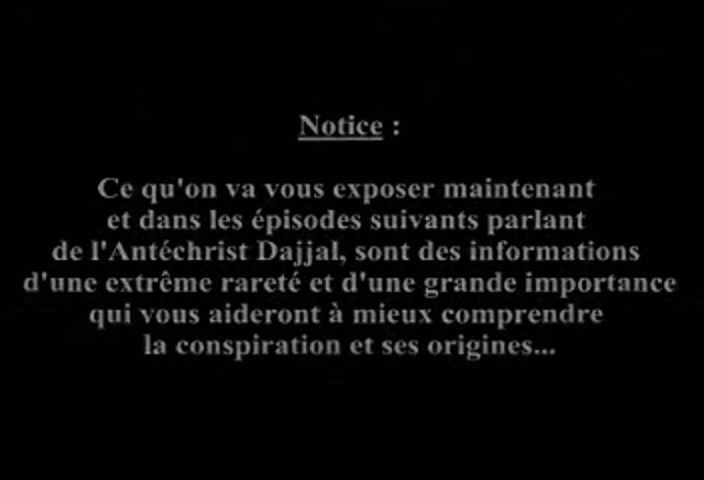 Notice :
Ce qu'on va vous exposer maintenant
et dans les épisodes suivants parlant
de l'Antéchrist Dajjal, sont des informations
d'une extrême rareté et d'une grande importance
qui vous aideront à mieux comprendre
la conspiration et ses origines...